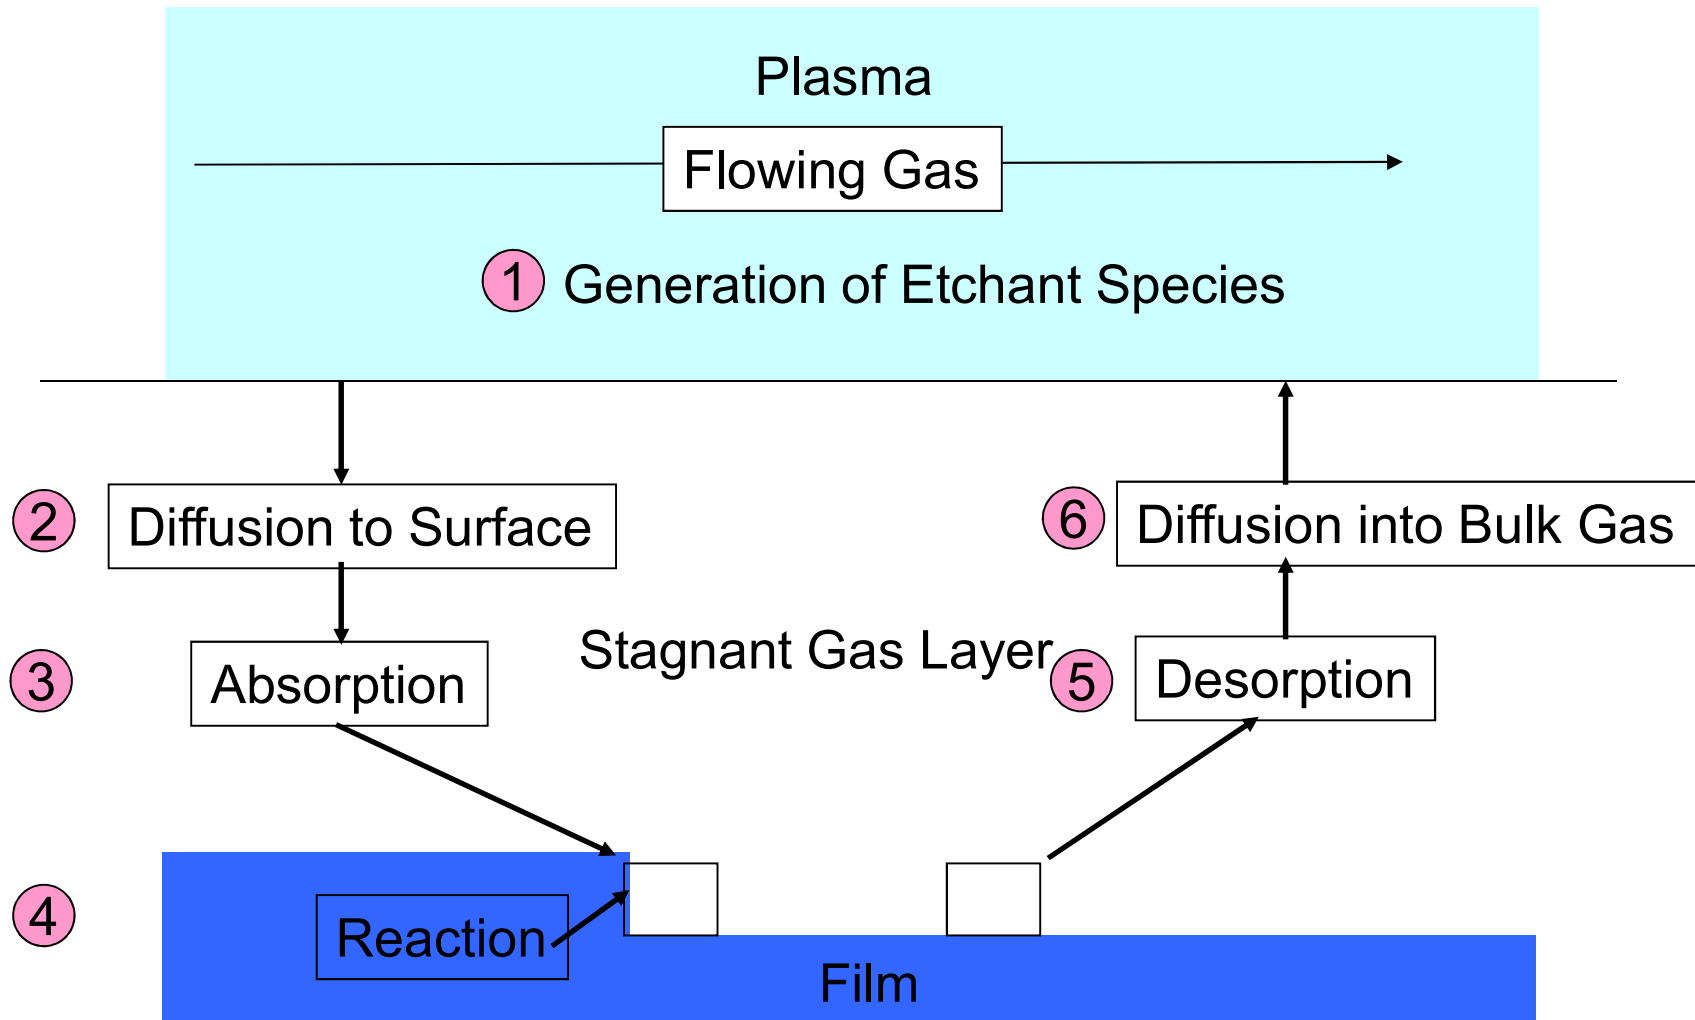 Plasma
Flowing Gas
1 Generation of Etchant Species
2 Diffusion to Surface
6 Diffusion into Bulk Gas
3 Absorption
Stagnant Gas Layer
5 Desorption
4 Reaction
Film